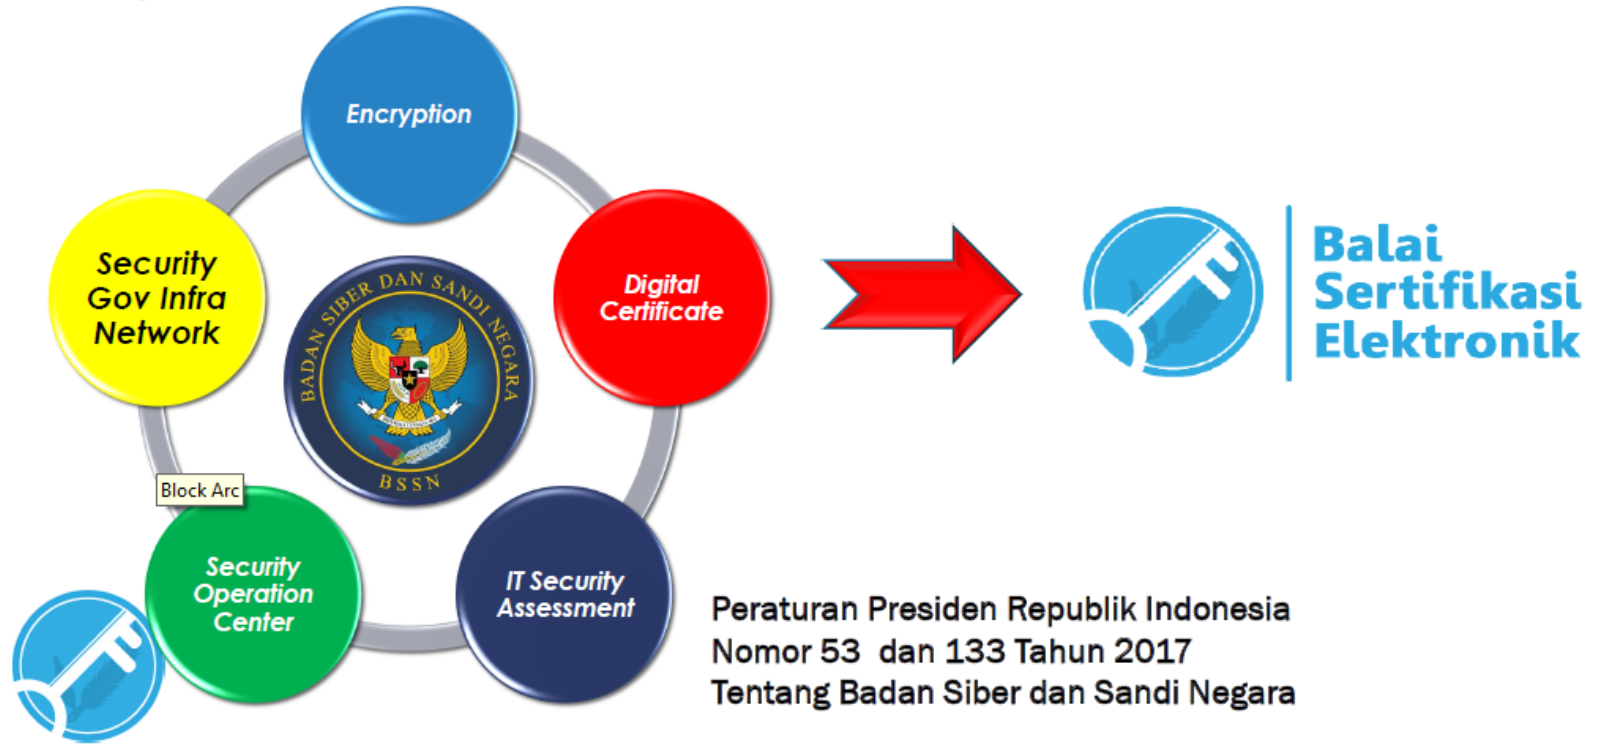 Encryption
Security
Gov Infra
Network
Digital
Certificate
BADAN SIBER DAN SANDI NEGARA
BSSN
Balai
Sertifikasi
Elektronik
Block Arc
Security
Operation
Center
IT Security
Assessment
Peraturan Presiden Republik Indonesia
Nomor 53 dan 133 Tahun 2017
Tentang Badan Siber dan Sandi Negara